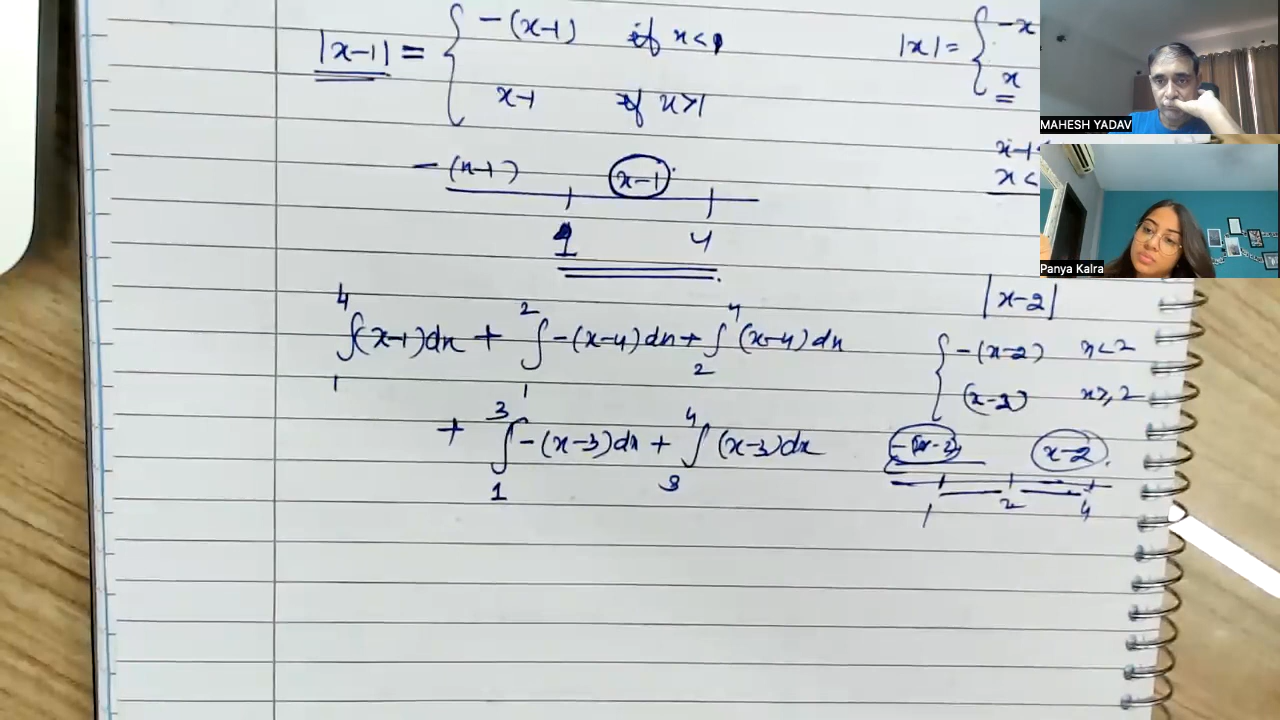 |x-1| = { -(x-1) if x<1
x-1 if x>1
|x| = { -x
x
MAHESH YADAV
x-1<
x<
-(x-1) x-1
1 4
Panya Kalra
|x-2|
∫₁⁴(x-1)dx + ∫₁²-(x-4)dx + ∫₂⁴(x-4)dx
{ -(x-2) x<2
(x-2) x≥2
+ ∫₁³-(x-3)dx + ∫₃⁴(x-3)dx
-(x-2) x-2
1 2 4